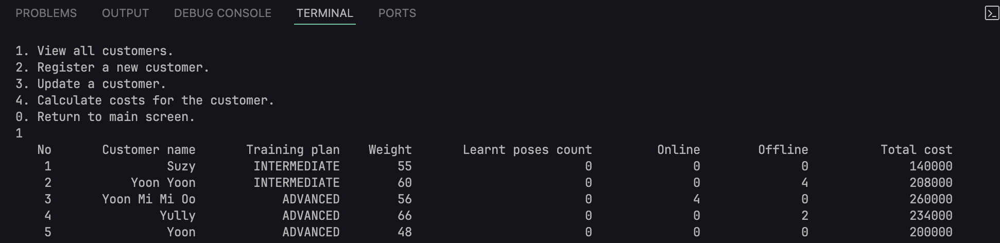 PROBLEMS OUTPUT DEBUG CONSOLE TERMINAL PORTS
1. View all customers.
2. Register a new customer.
3. Update a customer.
4. Calculate costs for the customer.
0. Return to main screen.
1
No Customer name Training plan Weight Learnt poses count Online Offline Total cost
1 Suzy INTERMEDIATE 55 0 0 0 140000
2 Yoon Yoon INTERMEDIATE 60 0 0 4 208000
3 Yoon Mi Mi Oo ADVANCED 56 0 4 0 260000
4 Yully ADVANCED 66 0 0 2 234000
5 Yoon ADVANCED 48 0 0 0 200000